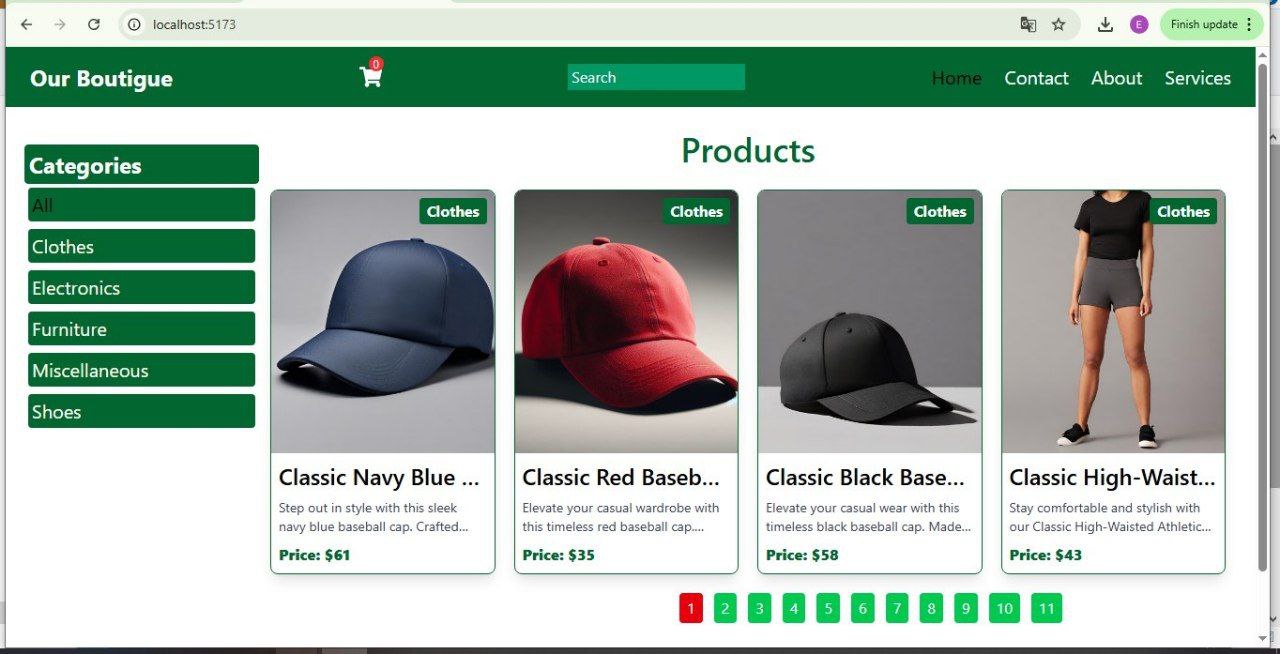 localhost:5173
E
Finish update
Our Boutigue
0
Search
Home
Contact
About
Services
Categories
All
Clothes
Electronics
Furniture
Miscellaneous
Shoes
Products
Clothes
Classic Navy Blue ...
Step out in style with this sleek
navy blue baseball cap. Crafted...
Price: $61
Clothes
Classic Red Baseb...
Elevate your casual wardrobe with
this timeless red baseball cap....
Price: $35
Clothes
Classic Black Base...
Elevate your casual wear with this
timeless black baseball cap. Made...
Price: $58
Clothes
Classic High-Waist...
Stay comfortable and stylish with
our Classic High-Waisted Athletic...
Price: $43
1 2 3 4 5 6 7 8 9 10 11